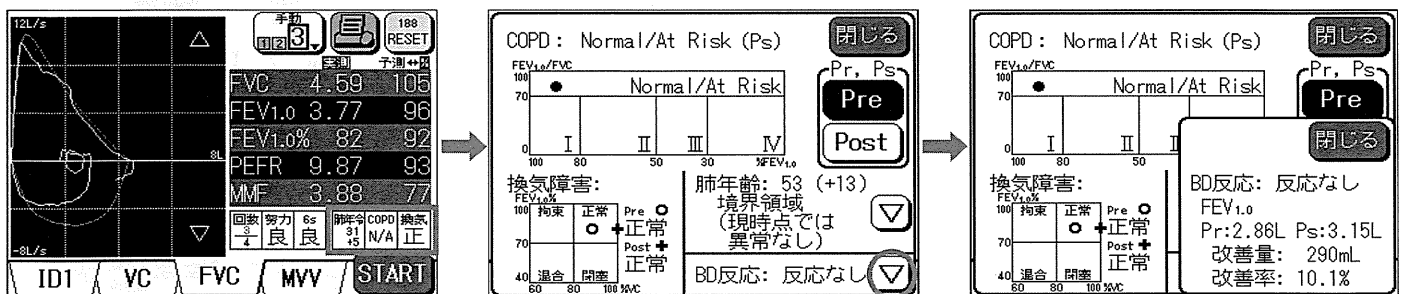 12L/s
-8L/s
8L
手動
1 2 3
188
RESET
実測 予測↔%
FVC 4.59 105
FEV1.0 3.77 96
FEV1.0% 82 92
PEFR 9.87 93
MMF 3.88 77
回数 3 4
努力 良
6s 良
肺年令 31 +5
COPD N/A
換気 正
ID1 VC FVC MVV START
COPD: Normal/At Risk (Ps)
閉じる
FEV1.0/FVC
100
70
0
Normal/At Risk
I II III IV
100 80 50 30 %FEV1.0
Pr, Ps
Pre
Post
換気障害:
FEV1.0%
100
70
40
拘束 正常
混合 閉塞
60 80 100 %VC
Pre
正常
Post
正常
肺年齢: 53 (+13)
境界領域
(現時点では
異常なし)
BD反応: 反応なし
COPD: Normal/At Risk (Ps)
閉じる
FEV1.0/FVC
100
70
0
Normal/At Risk
I II
100 80 50
Pr, Ps
Pre
換気障害:
FEV1.0%
100
70
40
拘束 正常
混合 閉塞
60 80 100 %VC
Pre
正常
Post
正常
閉じる
BD反応: 反応なし
FEV1.0
Pr:2.86L Ps:3.15L
改善量: 290mL
改善率: 10.1%